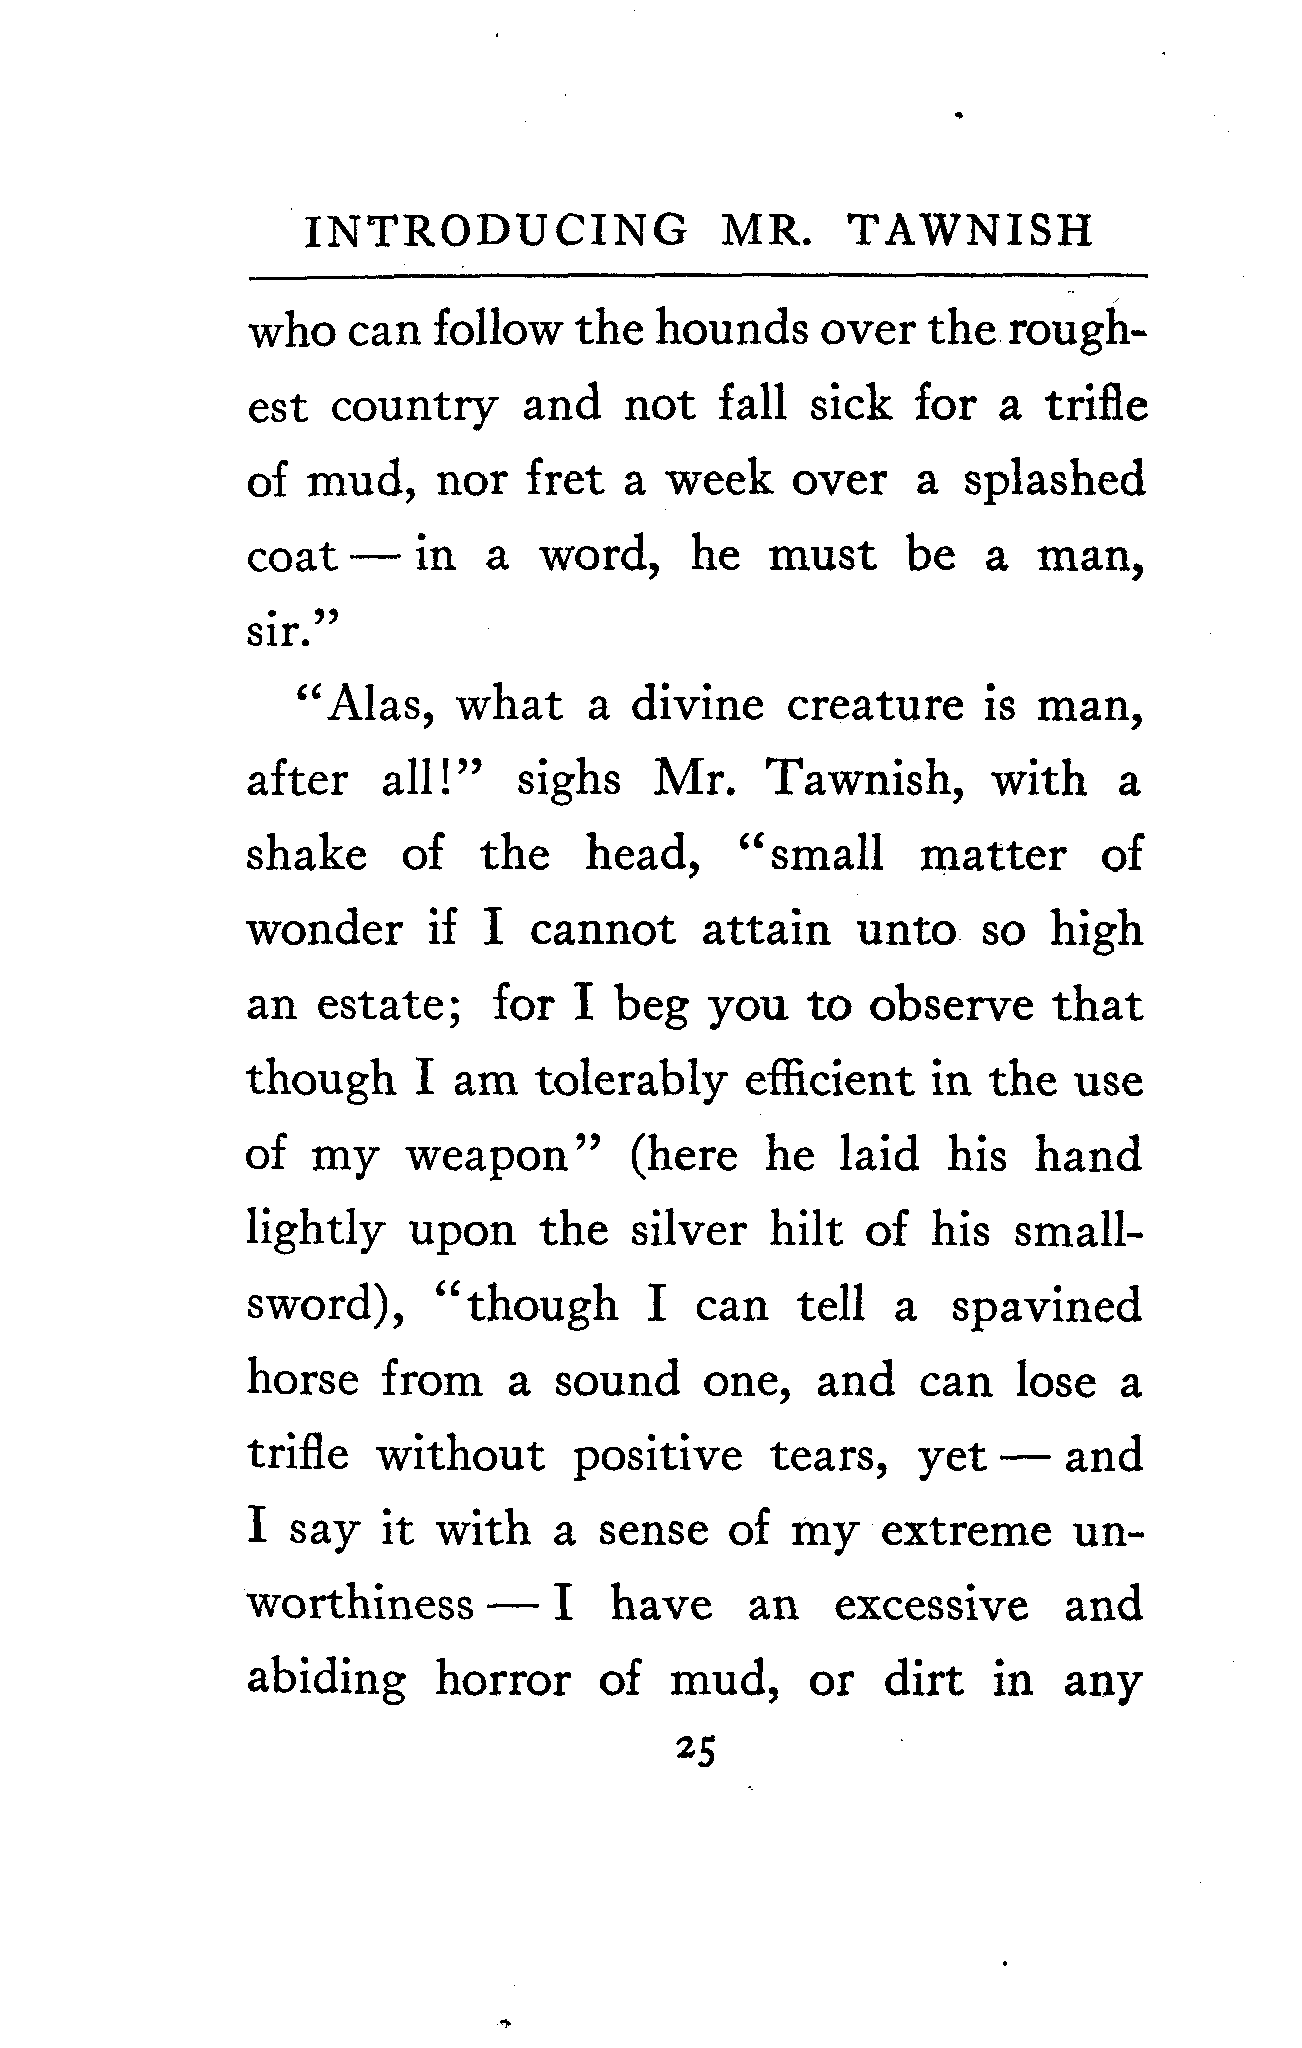 INTRODUCING MR. TAWNISH
who can follow the hounds over the rough-
est country and not fall sick for a trifle
of mud, nor fret a week over a splashed
coat — in a word, he must be a man,
sir.”
“Alas, what a divine creature is man,
after all!” sighs Mr. Tawnish, with a
shake of the head, “small matter of
wonder if I cannot attain unto so high
an estate; for I beg you to observe that
though I am tolerably efficient in the use
of my weapon” (here he laid his hand
lightly upon the silver hilt of his small-
sword), “though I can tell a spavined
horse from a sound one, and can lose a
trifle without positive tears, yet — and
I say it with a sense of my extreme un-
worthiness — I have an excessive and
abiding horror of mud, or dirt in any
25